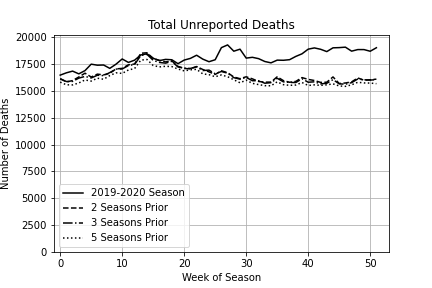 Total Unreported Deaths
Number of Deaths
20000
17500
15000
12500
10000
7500
5000
2500
0
2019-2020 Season
2 Seasons Prior
3 Seasons Prior
5 Seasons Prior
0 10 20 30 40 50
Week of Season